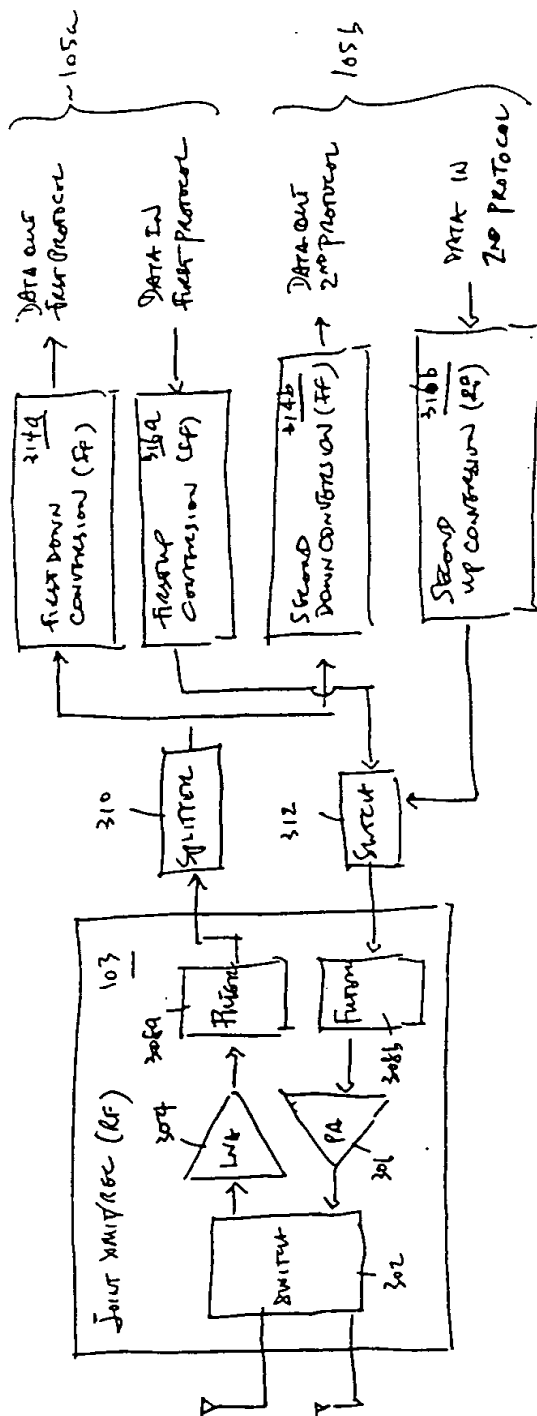 JOINT XMIT/REC (RF)
103
SWITCH
302
LNA
304
PA
306
FILTER
308a
FILTER
308b
SPLITTER
310
SWITCH
312
314a
FIRST DOWN
CONVERSION (IF)
316a
FIRST UP
CONVERSION (IF)
314b
SECOND
DOWN CONVERSION (IF)
316b
SECOND
UP CONVERSION (IF)
DATA OUT
FIRST PROTOCOL
DATA IN
FIRST PROTOCOL
DATA OUT
2ND PROTOCOL
DATA IN
2ND PROTOCOL
~105a
105b